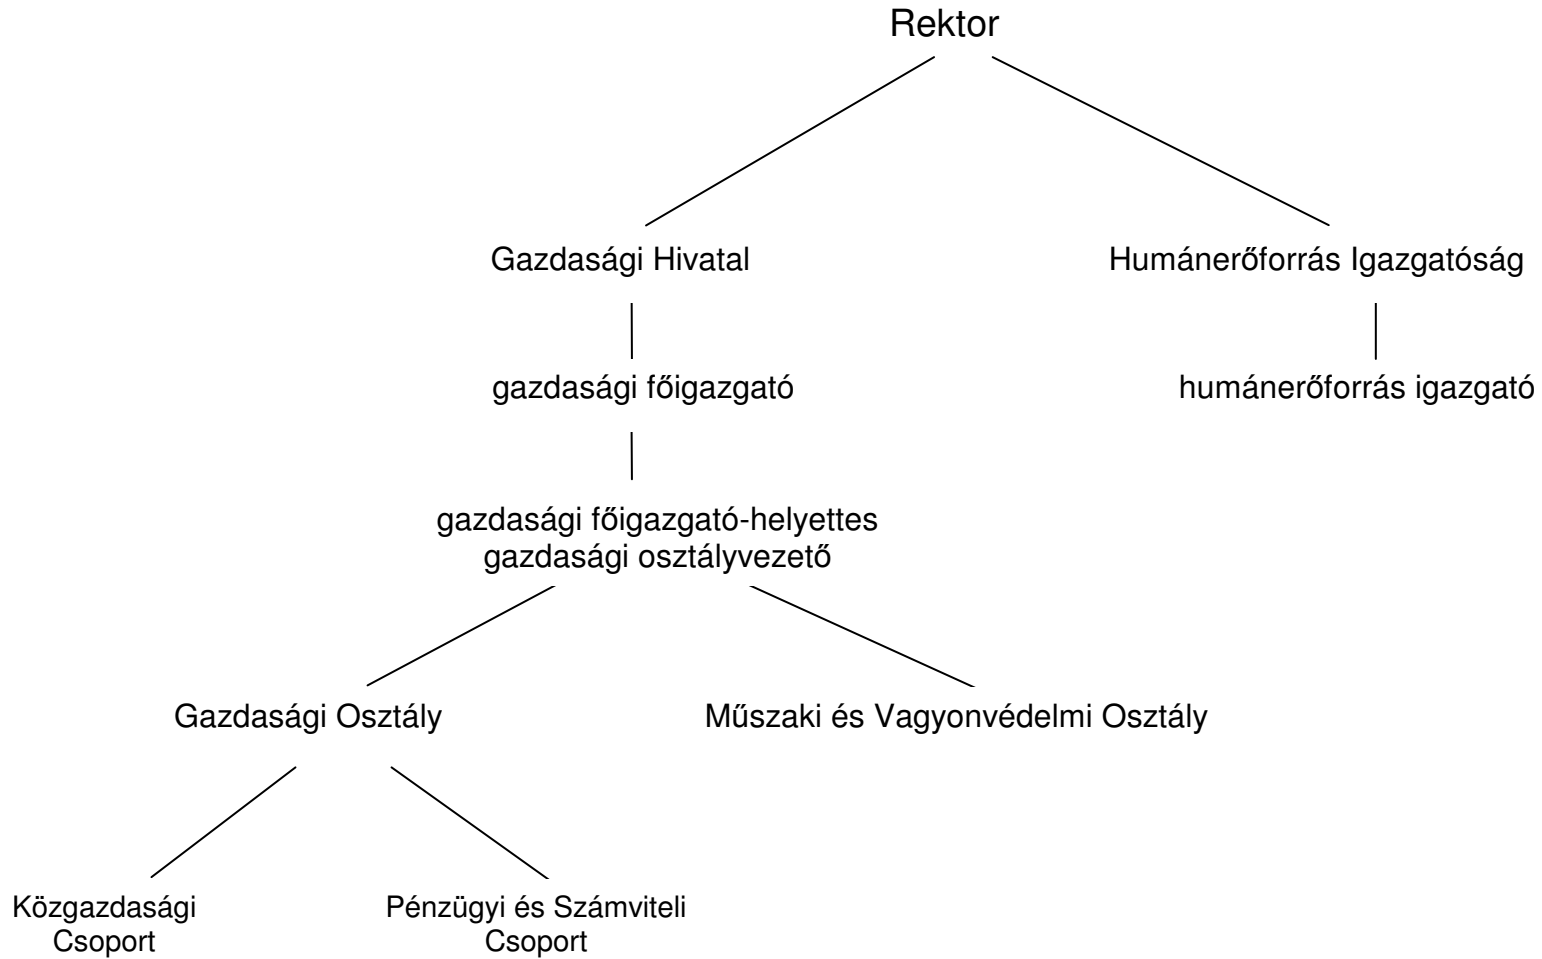 Rektor
Gazdasági Hivatal
Humánerőforrás Igazgatóság
gazdasági főigazgató
humánerőforrás igazgató
gazdasági főigazgató-helyettes
gazdasági osztályvezető
Gazdasági Osztály
Műszaki és Vagyonvédelmi Osztály
Közgazdasági
Csoport
Pénzügyi és Számviteli
Csoport